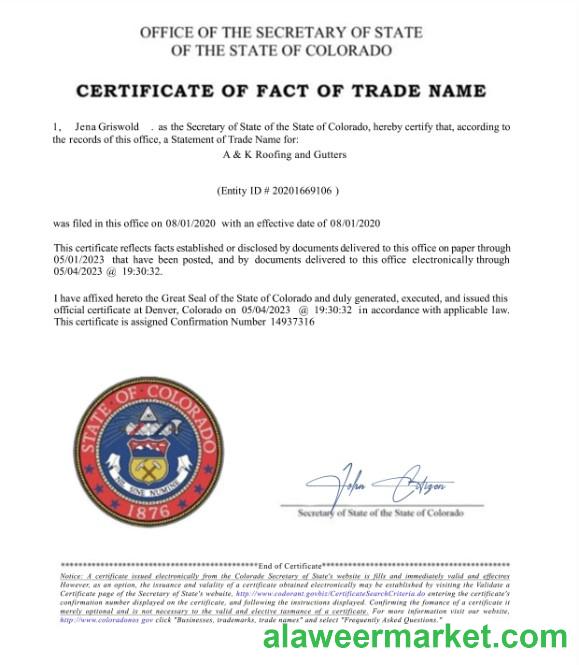 OFFICE OF THE SECRETARY OF STATE
OF THE STATE OF COLORADO
CERTIFICATE OF FACT OF TRADE NAME
1, Jena Griswold . as the Secretary of State of the State of Colorado, hereby certify that, according to
the records of this office, a Statement of Trade Name for:
A & K Roofing and Gutters
(Entity ID # 20201669106 )
was filed in this office on 08/01/2020 with an effective date of 08/01/2020
This certificate reflects facts established or disclosed by documents delivered to this office on paper through
05/01/2023 that have been posted, and by documents delivered to this office electronically through
05/04/2023 @ 19:30:32.
I have affixed hereto the Great Seal of the State of Colorado and duly generated, executed, and issued this
official certificate at Denver, Colorado on 05/04/2023 @ 19:30:32 in accordance with applicable law.
This certificate is assigned Confirmation Number 14937316
STATE OF COLORADO
NIL SINE NUMINE
1876
John Citizen
Secretary of State of the State of Colorado
************************************************End of Certificate************************************************
Notice: A certificate issued electronically from the Colorade Secretary of State's website is fills and immediately valid and effecires
However, as an option, the issuance and valality of a certificate obtained electronically may be established by visiting the Validate a
Certificate page of the Secretary of State's website, http://www.codorant.govbiz/CertificateSearchCriteria.do entering the certificate's
confirmation number displayed on the certificate, and following the instructions displayed. Confirming the fomance of a certificate it
merely optional and is not necessary to the valid and elective tasmance of a certificate. For more information visit our website,
http://www.coloradonos gov click "Businesses, trademarks, trade names" and select "Frequently Asked Questions."
alaweermarket.com